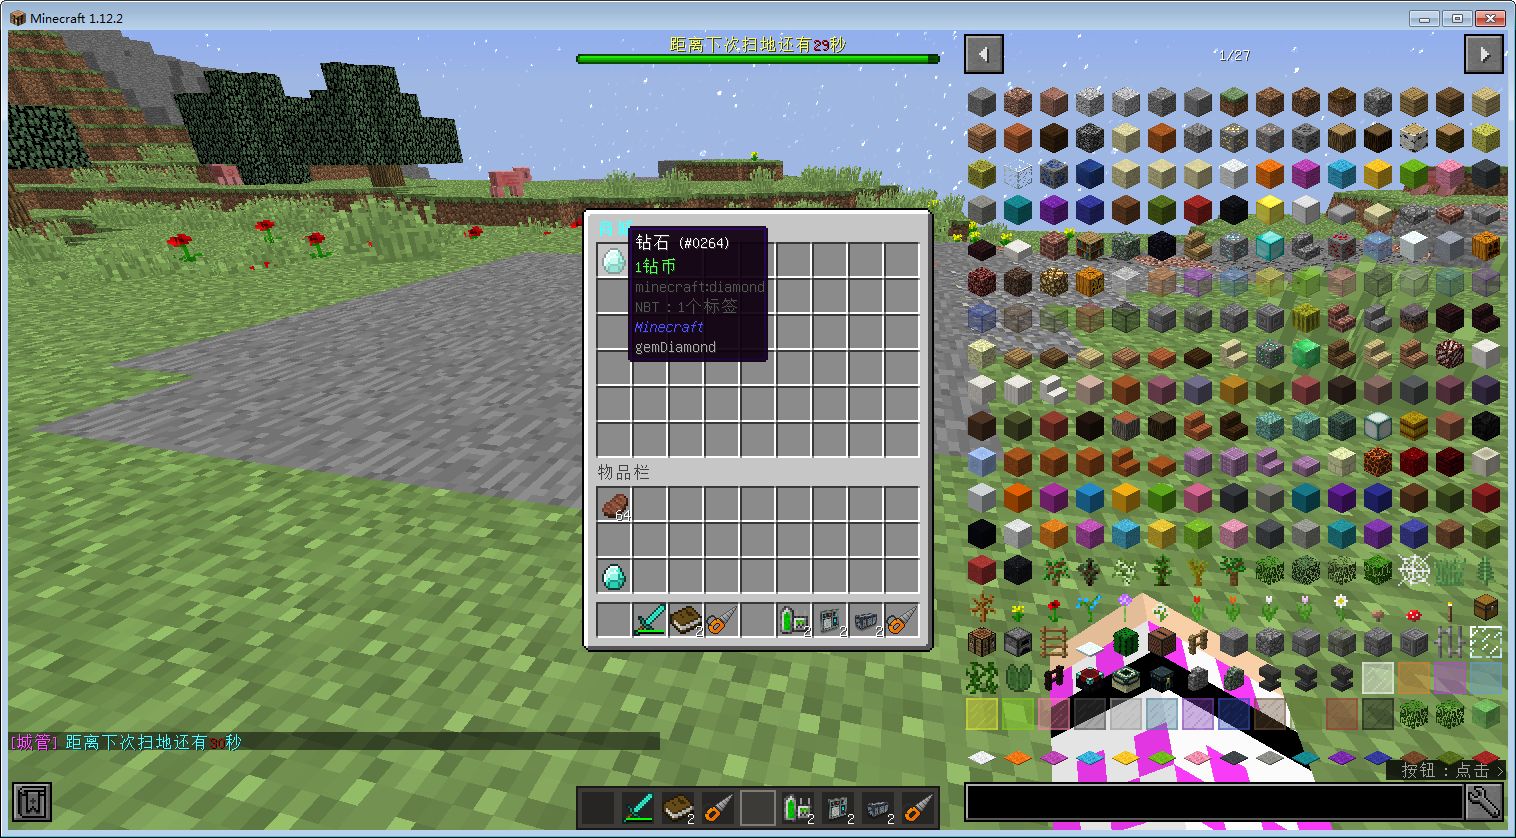 Minecraft 1.12.2
距离下次扫地还有29秒
1/27
钻石 (#0264)
1钻币
minecraft:diamond
NBT：1个标签
Minecraft
gemDiamond
物品栏
64
2
2
2
2
[城管] 距离下次扫地还有30秒
按钮：点击
2
2
2
2